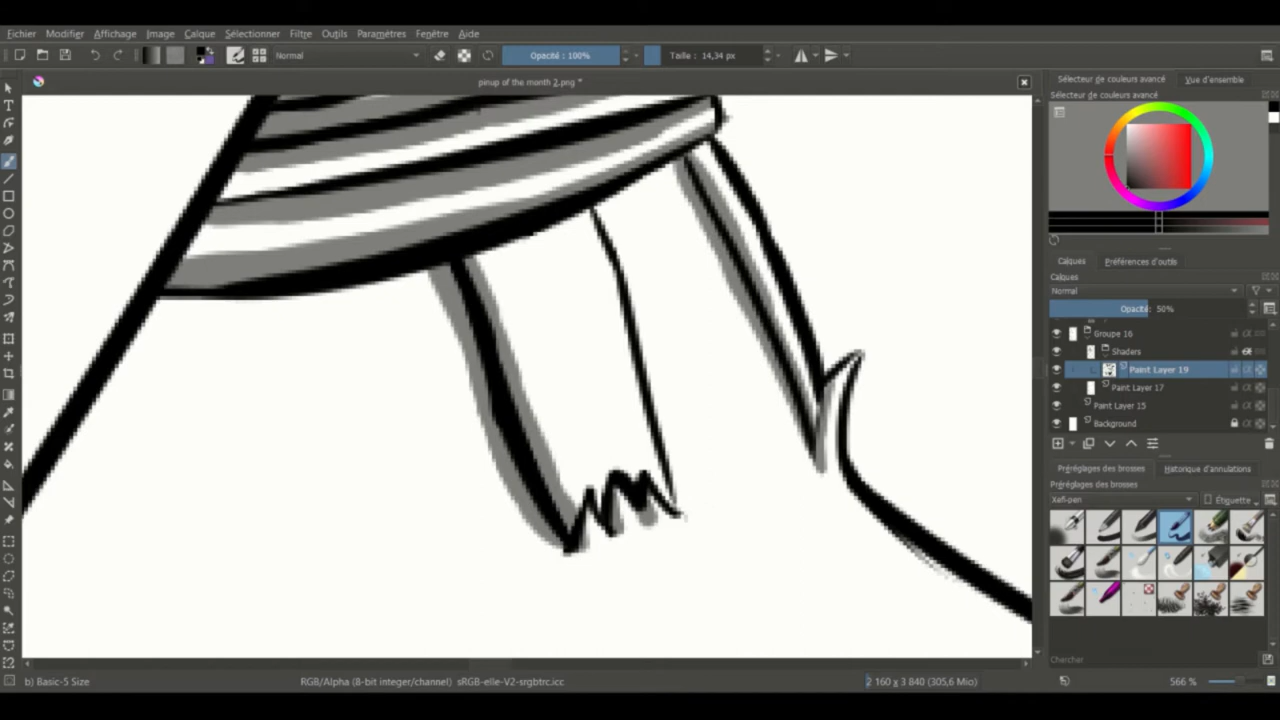 Fichier Modifier Affichage Image Calque Sélectionner Filtre Outils Paramètres Fenêtre Aide
Normal Opacité : 100% Taille : 14,34 px
pinup of the month 2.png *
Sélecteur de couleurs avancé Vue d'ensemble
Sélecteur de couleurs avancé
Calques Préférences d'outils
Calques
Normal
Opacité: 50%
Groupe 16
Shaders
Paint Layer 19
Paint Layer 17
Paint Layer 15
Background
Préréglages des brosses Historique d'annulations
Préréglages des brosses
Xefi-pen Étiquette
Chercher
b) Basic-5 Size RGB/Alpha (8-bit integer/channel) sRGB-elle-V2-srgbtrc.icc 2 160 x 3 840 (305,6 Mio) 566 %